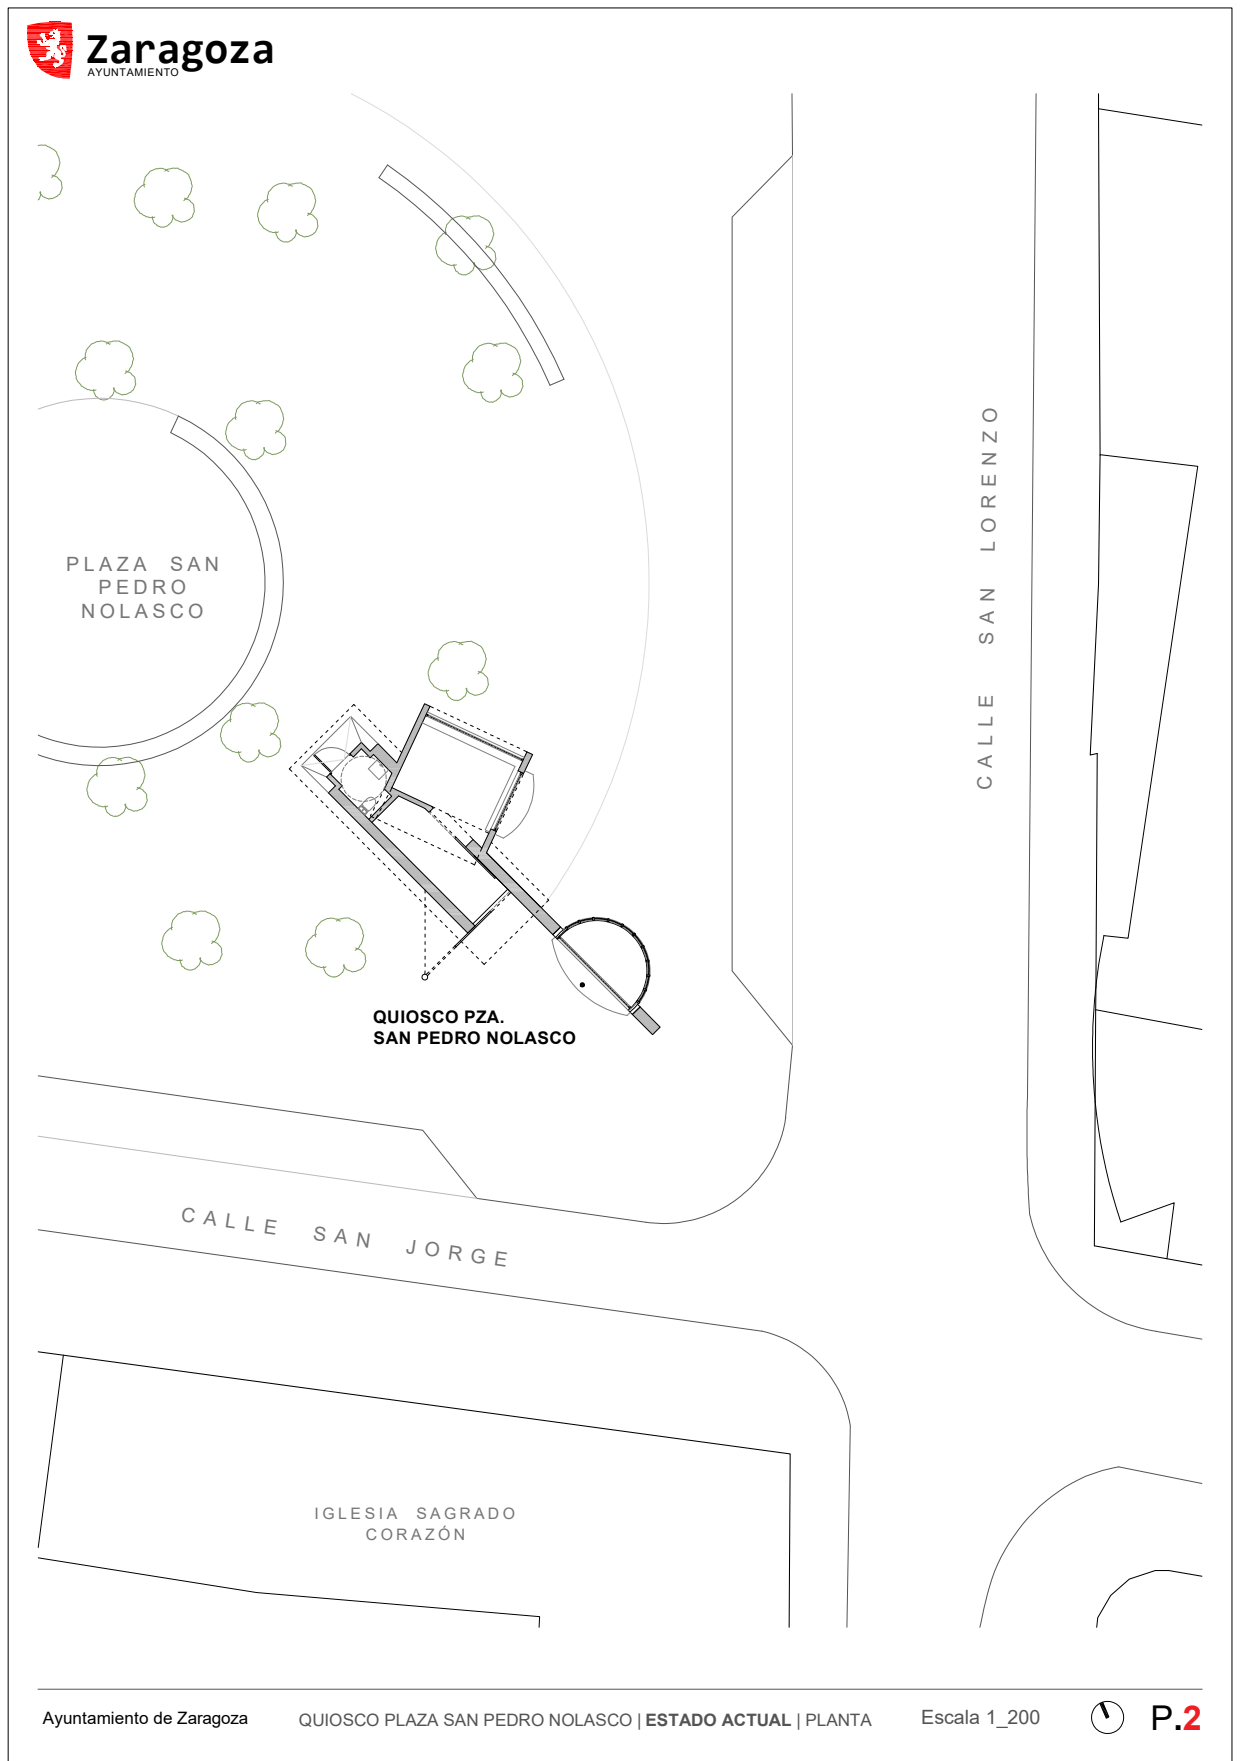 Zaragoza
AYUNTAMIENTO
CALLE SAN LORENZO
PLAZA SAN
PEDRO
NOLASCO
QUIOSCO PZA.
SAN PEDRO NOLASCO
CALLE SAN JORGE
IGLESIA SAGRADO
CORAZÓN
Ayuntamiento de Zaragoza QUIOSCO PLAZA SAN PEDRO NOLASCO | ESTADO ACTUAL | PLANTA Escala 1_200 P.2